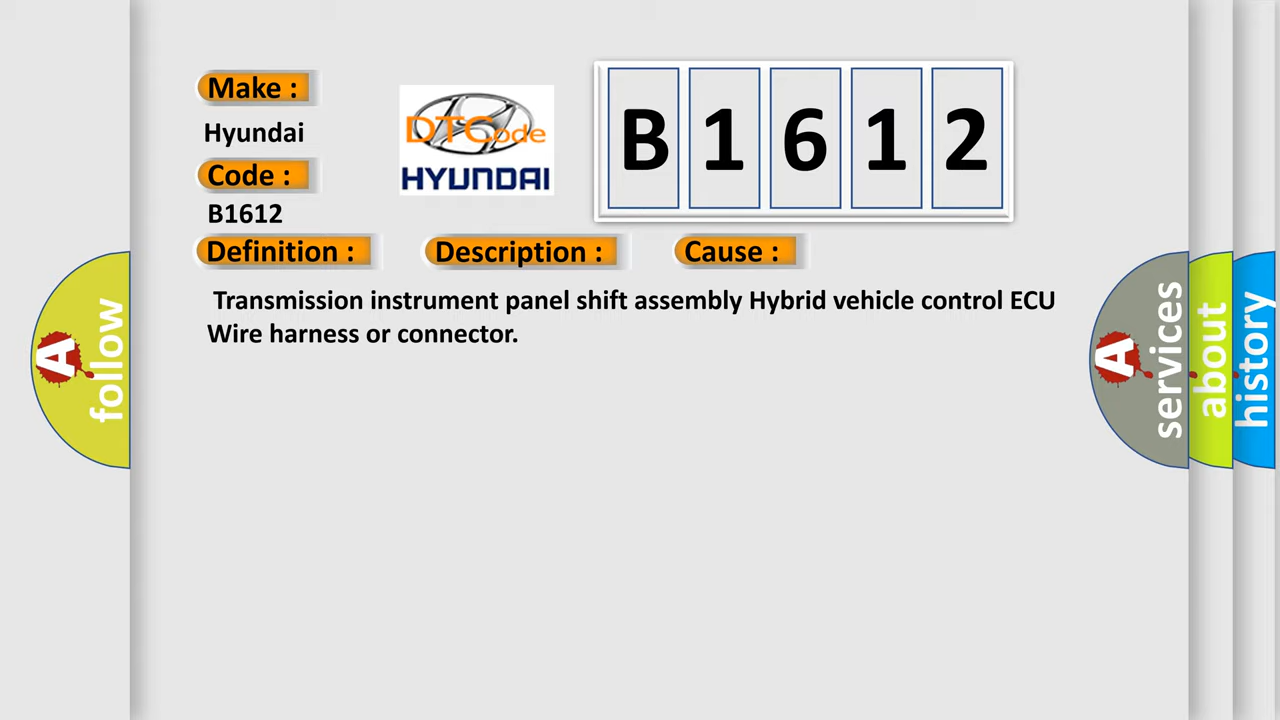 Make :
Hyundai
Code :
B1612
DTCode
HYUNDAI
B 1 6 1 2
Definition :
Description :
Cause :
Transmission instrument panel shift assembly Hybrid vehicle control ECU
Wire harness or connector.
A follow
A services
about
history